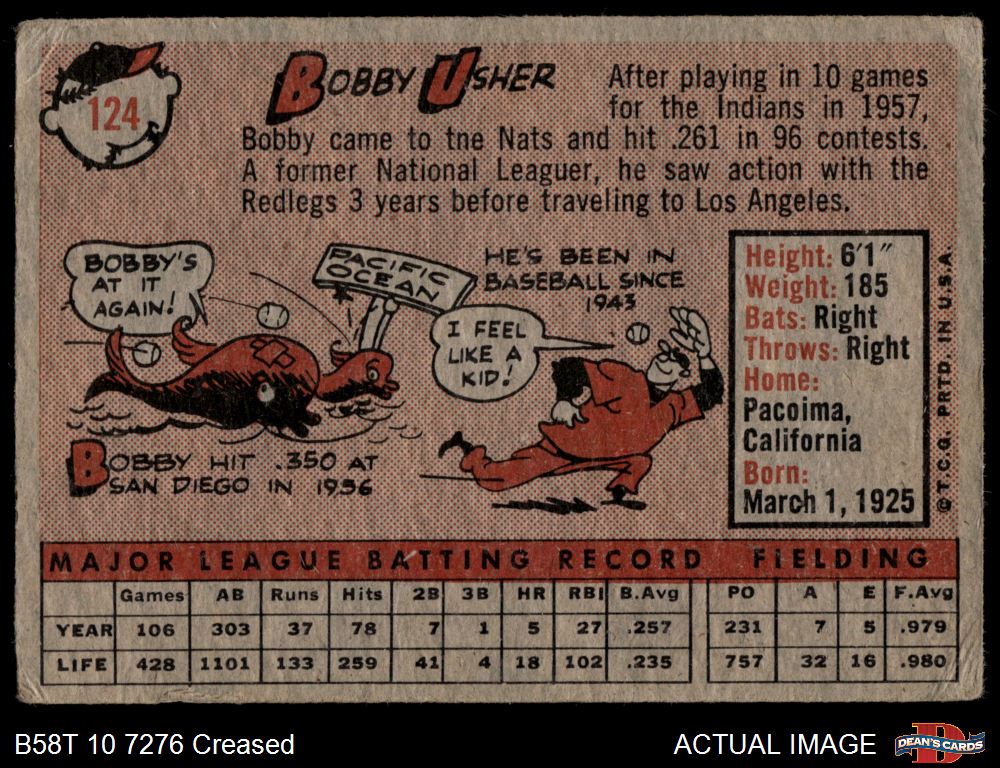 124
BOBBY USHER
After playing in 10 games
for the Indians in 1957,
Bobby came to tne Nats and hit .261 in 96 contests.
A former National Leaguer, he saw action with the
Redlegs 3 years before traveling to Los Angeles.
BOBBY'S
AT IT
AGAIN!
PACIFIC
OCEAN
HE'S BEEN IN
BASEBALL SINCE
1943
I FEEL
LIKE A
KID!
BOBBY HIT .350 AT
SAN DIEGO IN 1956
Height: 6'1"
Weight: 185
Bats: Right
Throws: Right
Home:
Pacoima,
California
Born:
March 1, 1925
©T.C.G. PRTD. IN U.S.A.
MAJOR LEAGUE BATTING RECORD FIELDING
Games AB Runs Hits 2B 3B HR RBI B.Avg PO A E F.Avg
YEAR 106 303 37 78 7 1 5 27 .257 231 7 5 .979
LIFE 428 1101 133 259 41 4 18 102 .235 757 32 16 .980
B58T 10 7276 Creased
ACTUAL IMAGE
D
DEAN'S CARDS